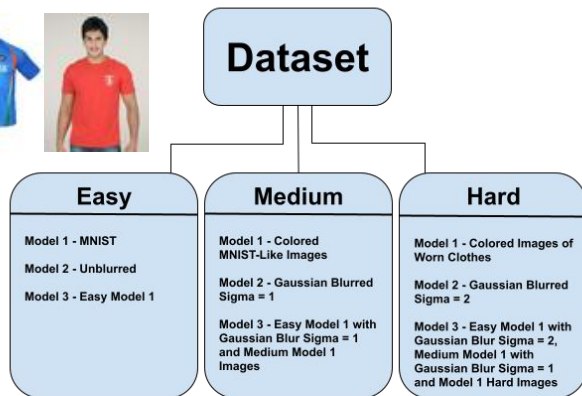 Dataset
Easy
Model 1 - MNIST
Model 2 - Unblurred
Model 3 - Easy Model 1
Medium
Model 1 - Colored
MNIST-Like Images
Model 2 - Gaussian Blurred
Sigma = 1
Model 3 - Easy Model 1 with
Gaussian Blur Sigma = 1
and Medium Model 1
Images
Hard
Model 1 - Colored Images of
Worn Clothes
Model 2 - Gaussian Blurred
Sigma = 2
Model 3 - Easy Model 1 with
Gaussian Blur Sigma = 2,
Medium Model 1 with
Gaussian Blur Sigma = 1
and Model 1 Hard Images